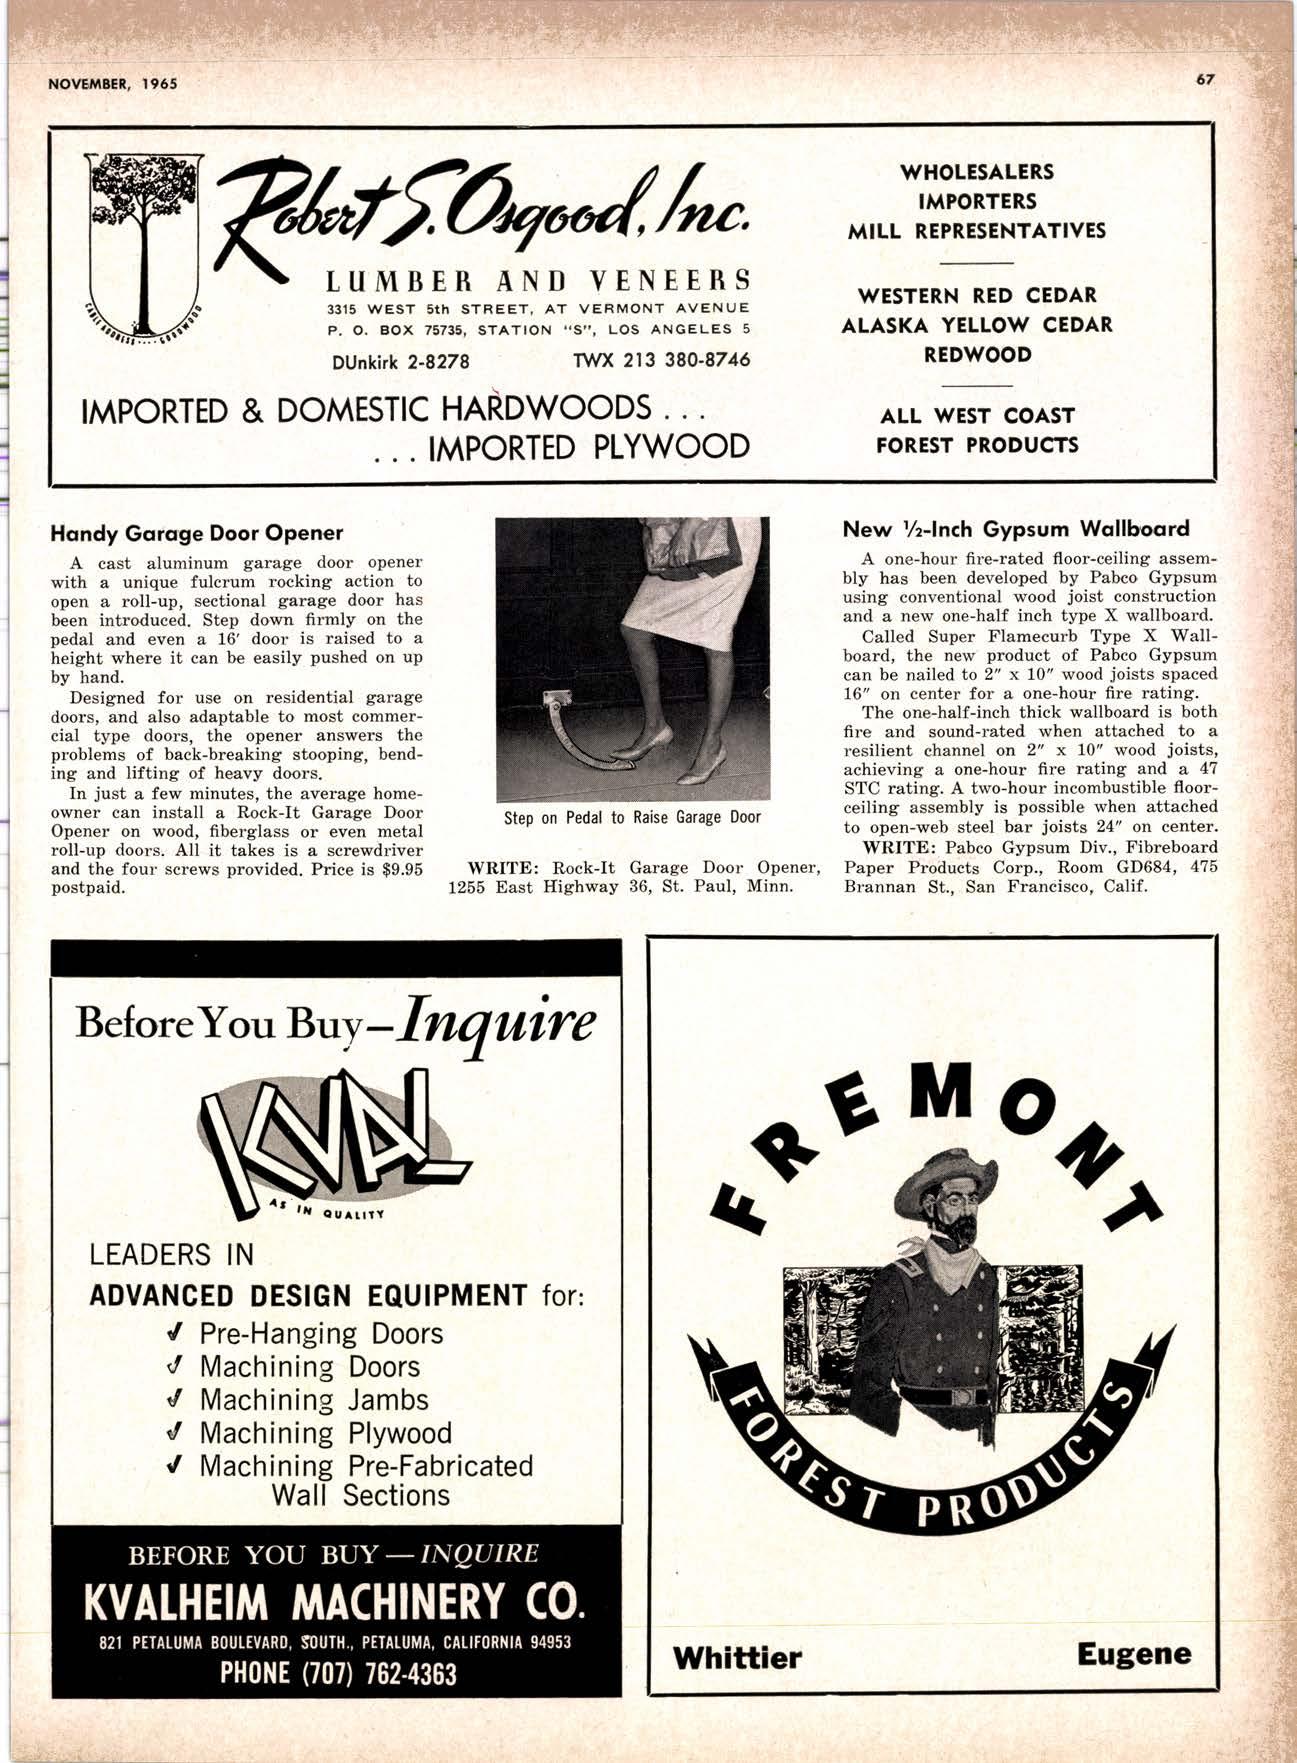 NOVEMBER, 1965
67
Robert S. Osgood, Inc.
LUMBER AND VENEERS
3315 WEST 5th STREET, AT VERMONT AVENUE
P. O. BOX 75735, STATION "S", LOS ANGELES 5
DUnkirk 2-8278 TWX 213 380-8746
CABLE ADDRESS .... GOODWOOD
IMPORTED & DOMESTIC HARDWOODS . . .
. . . IMPORTED PLYWOOD
WHOLESALERS
IMPORTERS
MILL REPRESENTATIVES
WESTERN RED CEDAR
ALASKA YELLOW CEDAR
REDWOOD
ALL WEST COAST
FOREST PRODUCTS
Handy Garage Door Opener
A cast aluminum garage door opener
with a unique fulcrum rocking action to
open a roll-up, sectional garage door has
been introduced. Step down firmly on the
pedal and even a 16′ door is raised to a
height where it can be easily pushed on up
by hand.
Designed for use on residential garage
doors, and also adaptable to most commer-
cial type doors, the opener answers the
problems of back-breaking stooping, bend-
ing and lifting of heavy doors.
In just a few minutes, the average home-
owner can install a Rock-It Garage Door
Opener on wood, fiberglass or even metal
roll-up doors. All it takes is a screwdriver
and the four screws provided. Price is $9.95
postpaid.
Step on Pedal to Raise Garage Door
WRITE: Rock-It Garage Door Opener,
1255 East Highway 36, St. Paul, Minn.
New ½-Inch Gypsum Wallboard
A one-hour fire-rated floor-ceiling assem-
bly has been developed by Pabco Gypsum
using conventional wood joist construction
and a new one-half inch type X wallboard.
Called Super Flamecurb Type X Wall-
board, the new product of Pabco Gypsum
can be nailed to 2″ x 10″ wood joists spaced
16″ on center for a one-hour fire rating.
The one-half-inch thick wallboard is both
fire and sound-rated when attached to a
resilient channel on 2″ x 10″ wood joists,
achieving a one-hour fire rating and a 47
STC rating. A two-hour incombustible floor-
ceiling assembly is possible when attached
to open-web steel bar joists 24″ on center.
WRITE: Pabco Gypsum Div., Fibreboard
Paper Products Corp., Room GD684, 475
Brannan St., San Francisco, Calif.
Before You Buy—Inquire
KVAL
AS IN QUALITY
LEADERS IN
ADVANCED DESIGN EQUIPMENT for:
✓ Pre-Hanging Doors
✓ Machining Doors
✓ Machining Jambs
✓ Machining Plywood
✓ Machining Pre-Fabricated
Wall Sections
BEFORE YOU BUY — INQUIRE
KVALHEIM MACHINERY CO.
821 PETALUMA BOULEVARD, SOUTH., PETALUMA, CALIFORNIA 94953
PHONE (707) 762-4363
FREMONT
FOREST PRODUCTS
Whittier Eugene